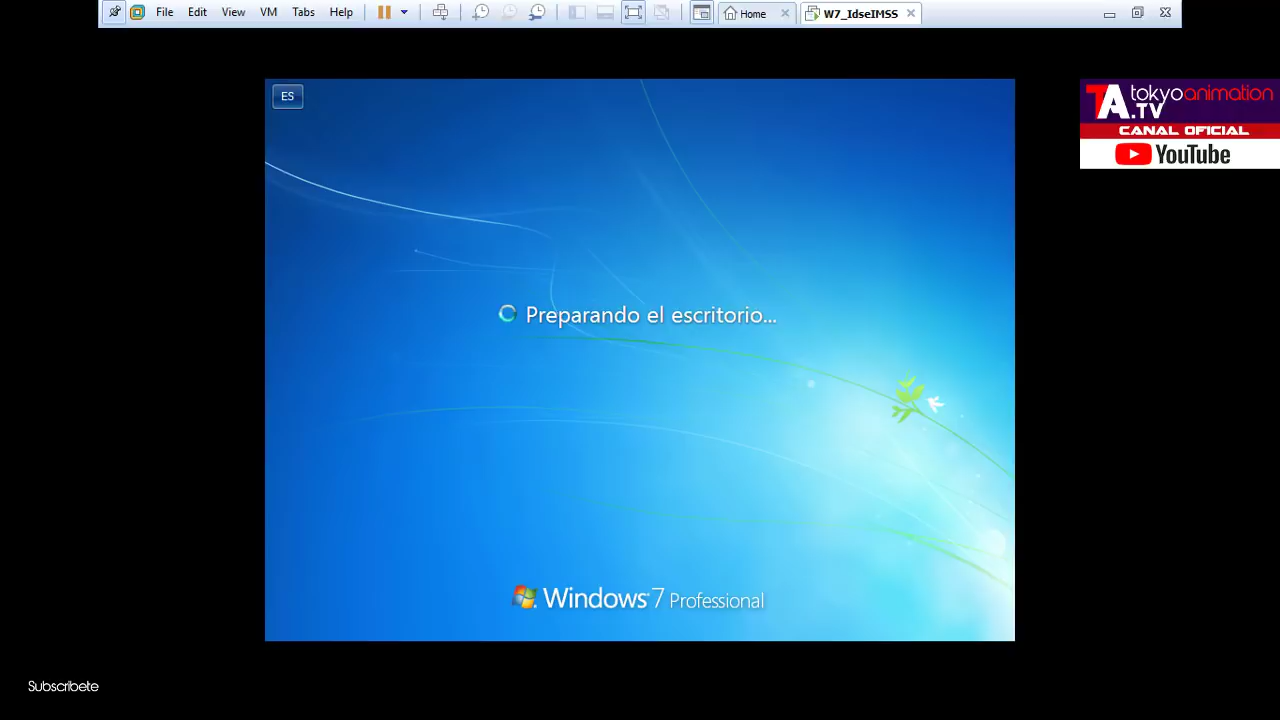 File Edit View VM Tabs Help
Home
W7_IdseIMSS
ES
TA.TV tokyoanimation
CANAL OFICIAL
YouTube
Preparando el escritorio...
Windows 7 Professional
Subscribete